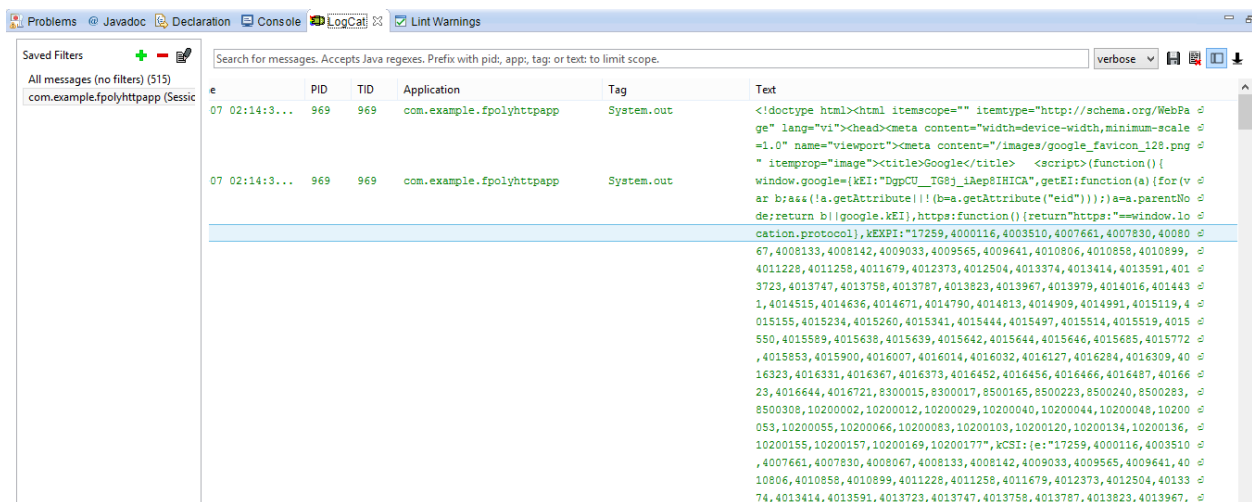 Problems @ Javadoc Declaration Console LogCat Lint Warnings
Saved Filters
Search for messages. Accepts Java regexes. Prefix with pid:, app:, tag: or text: to limit scope.
verbose
All messages (no filters) (515)
com.example.fpolyhttpapp (Sessic
e PID TID Application Tag Text
07 02:14:3... 969 969 com.example.fpolyhttpapp System.out <!doctype html><html itemscope="" itemtype="http://schema.org/WebPa
ge" lang="vi"><head><meta content="width=device-width,minimum-scale
=1.0" name="viewport"><meta content="/images/google_favicon_128.png
" itemprop="image"><title>Google</title> <script>(function(){
07 02:14:3... 969 969 com.example.fpolyhttpapp System.out window.google={kEI:"DgpCU__TG8j_iAep8IHICA",getEI:function(a){for(v
ar b;a&&(!a.getAttribute||!(b=a.getAttribute("eid")));)a=a.parentNo
de;return b||google.kEI},https:function(){return"https:"==window.lo
cation.protocol},kEXPI:"17259,4000116,4003510,4007661,4007830,40080
67,4008133,4008142,4009033,4009565,4009641,4010806,4010858,4010899,
4011228,4011258,4011679,4012373,4012504,4013374,4013414,4013591,401
3723,4013747,4013758,4013787,4013823,4013967,4013979,4014016,401443
1,4014515,4014636,4014671,4014790,4014813,4014909,4014991,4015119,4
015155,4015234,4015260,4015341,4015444,4015497,4015514,4015519,4015
550,4015589,4015638,4015639,4015642,4015644,4015646,4015685,4015772
,4015853,4015900,4016007,4016014,4016032,4016127,4016284,4016309,40
16323,4016331,4016367,4016373,4016452,4016456,4016466,4016487,40166
23,4016644,4016721,8300015,8300017,8500165,8500223,8500240,8500283,
8500308,10200002,10200012,10200029,10200040,10200044,10200048,10200
053,10200055,10200066,10200083,10200103,10200120,10200134,10200136,
10200155,10200157,10200169,10200177",kCSI:{e:"17259,4000116,4003510
,4007661,4007830,4008067,4008133,4008142,4009033,4009565,4009641,40
10806,4010858,4010899,4011228,4011258,4011679,4012373,4012504,40133
74,4013414,4013591,4013723,4013747,4013758,4013787,4013823,4013967,